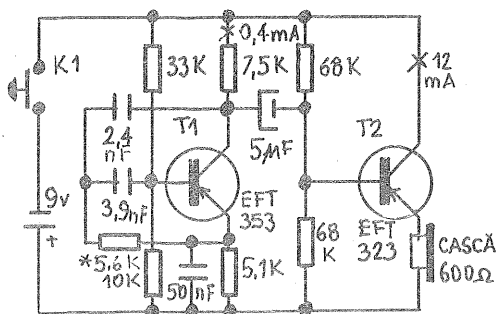 K1
9v
+
33K
0,4mA
7,5K
68K
12
mA
2,4
nF
3,9nF
T1
5µF
T2
EFT
353
EFT
323
*5,6K
10K
50nF
5,1K
68
K
CASCĂ
600Ω